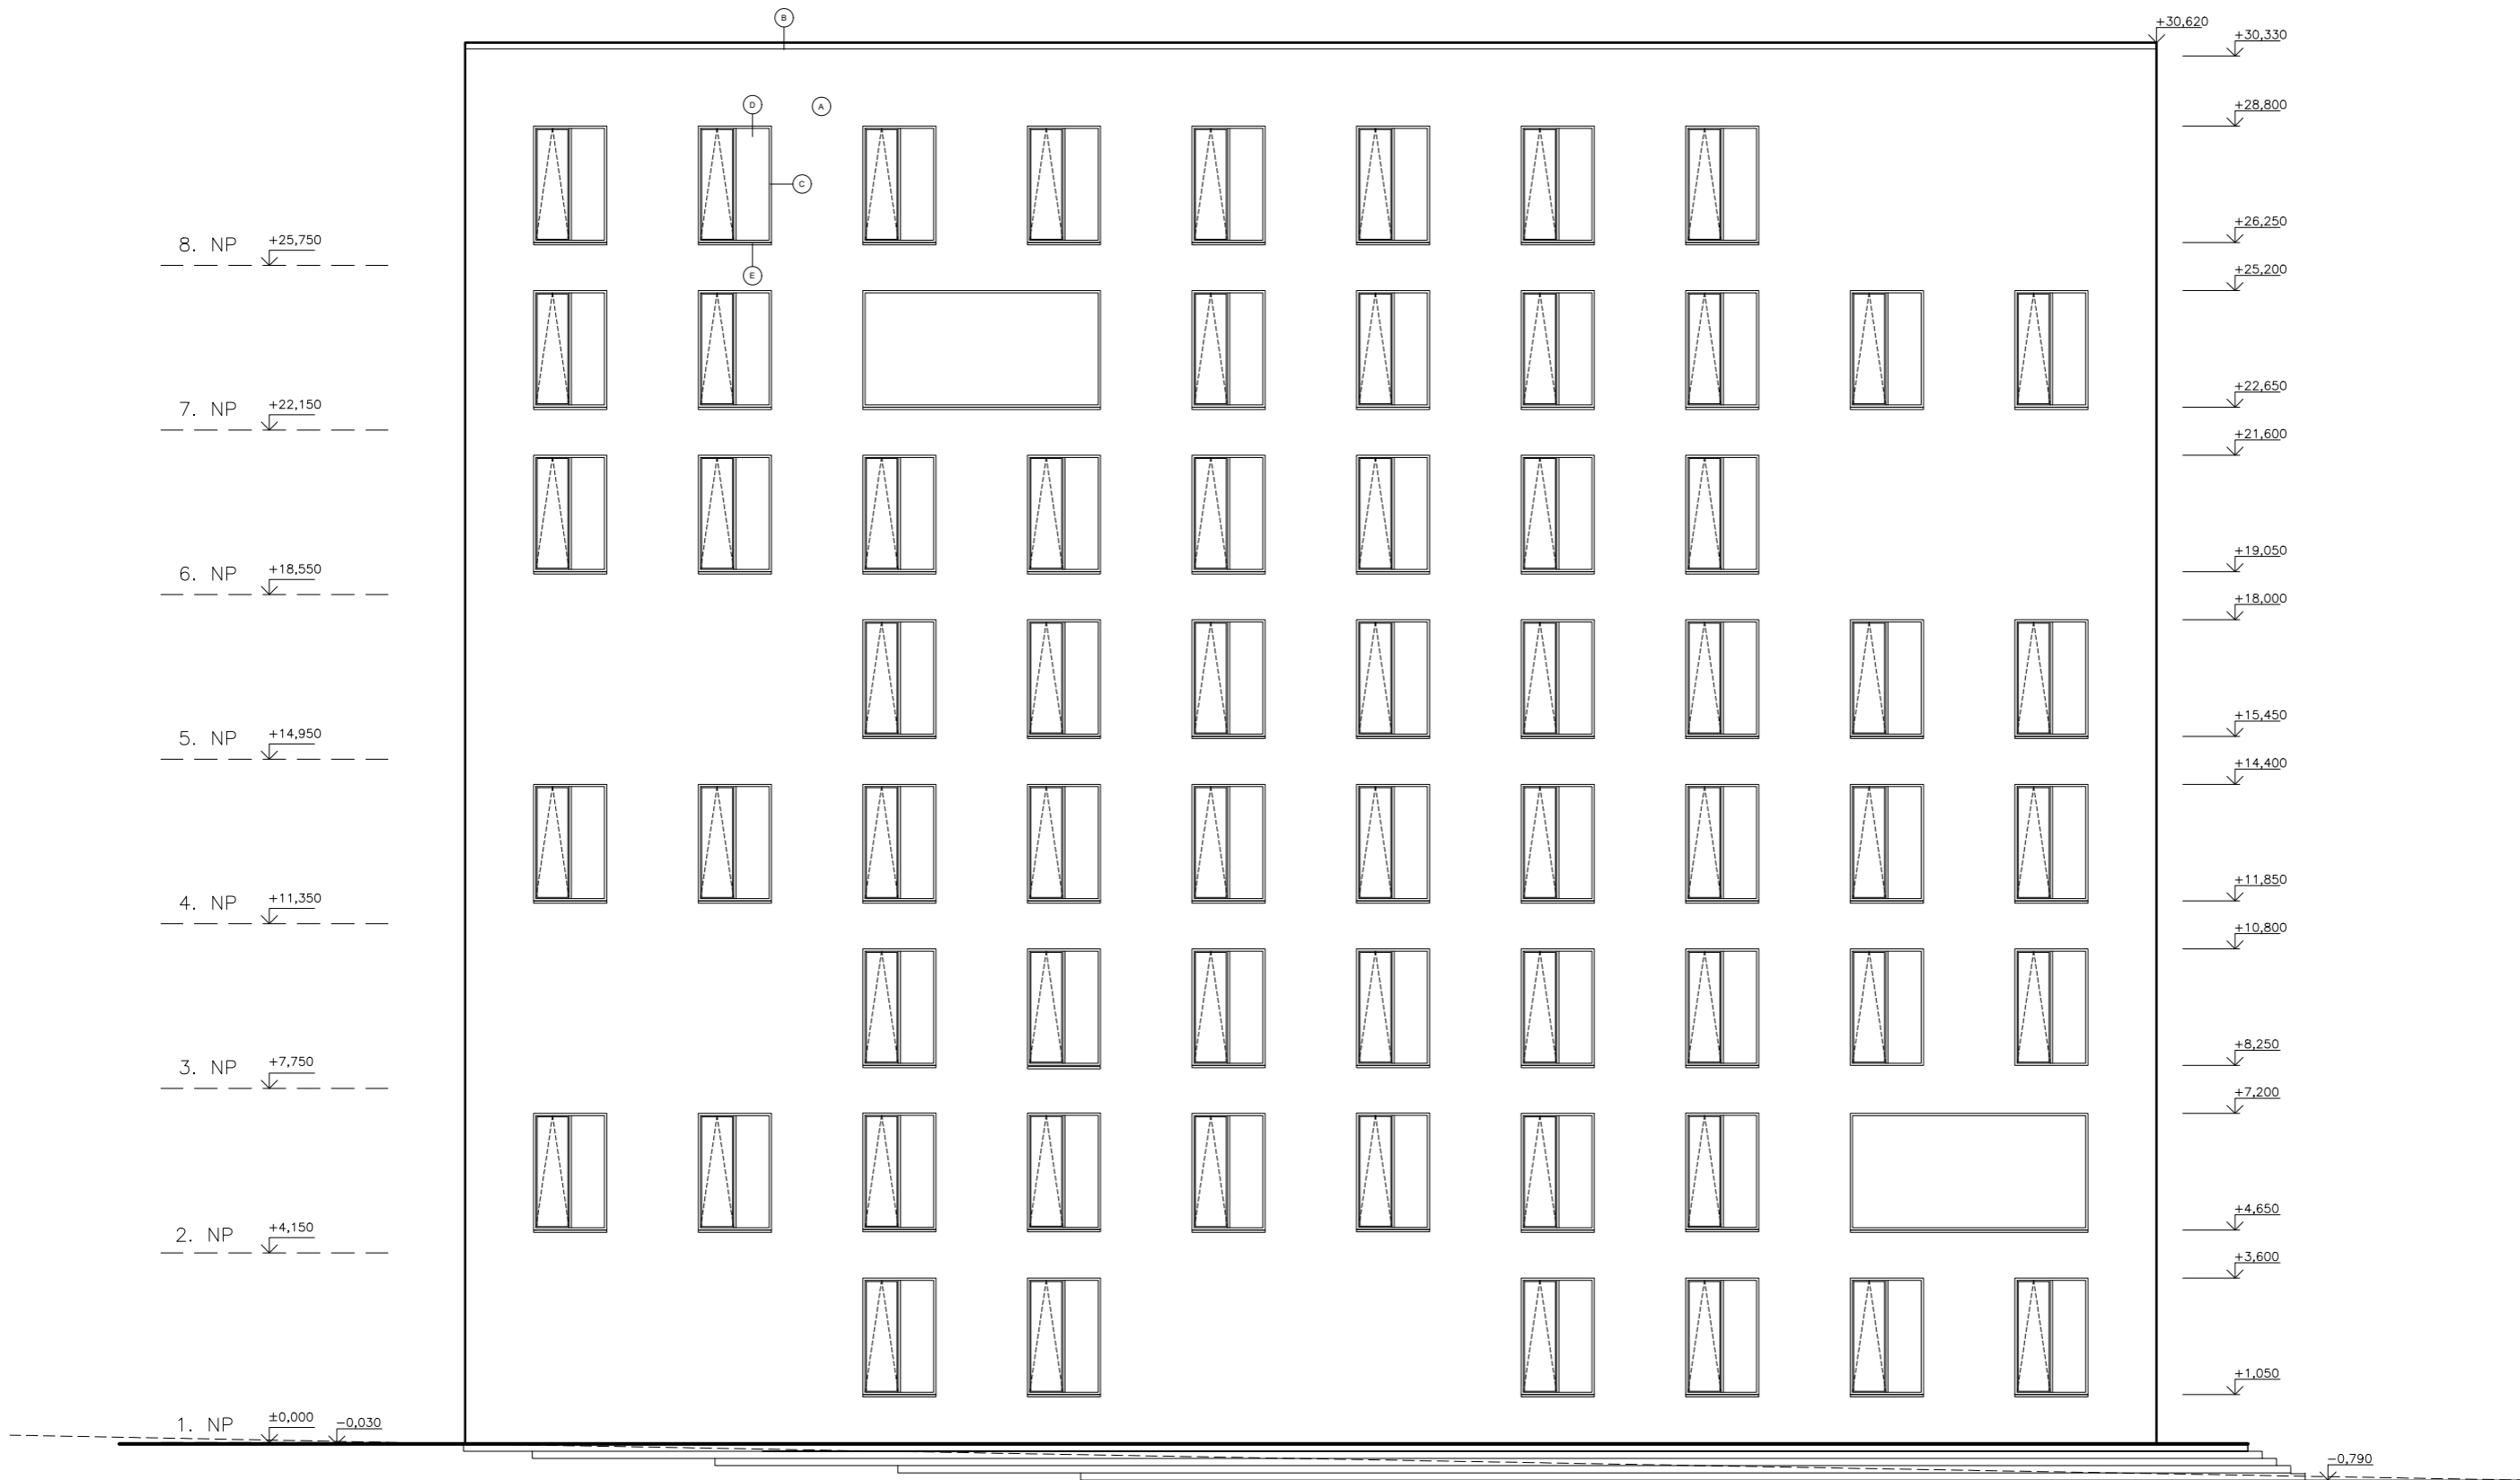 B
+30,620
+30,330
D
A
+28,800
C
8. NP +25,750
+26,250
E
+25,200
7. NP +22,150
+22,650
+21,600
6. NP +18,550
+19,050
+18,000
5. NP +14,950
+15,450
+14,400
4. NP +11,350
+11,850
+10,800
3. NP +7,750
+8,250
+7,200
2. NP +4,150
+4,650
+3,600
+1,050
1. NP ±0,000 -0,030
-0,790